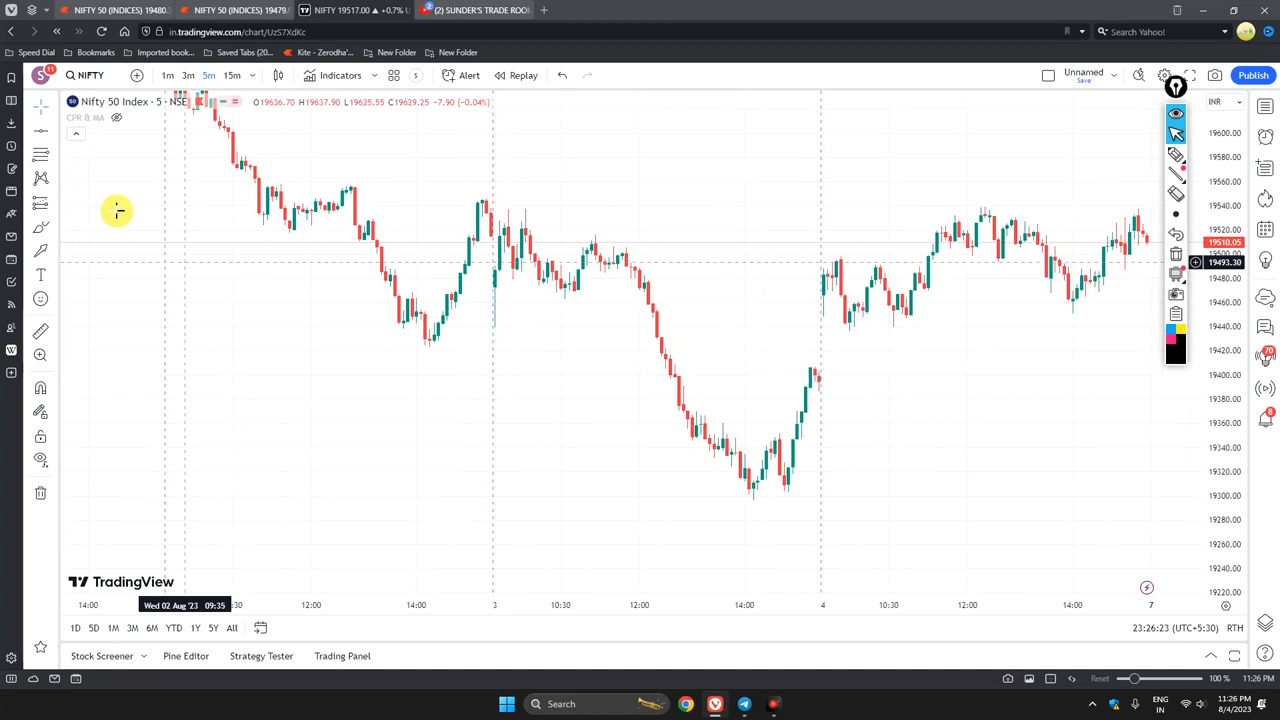 NIFTY 50 (INDICES) 19480.
NIFTY 50 (INDICES) 19479.
NIFTY 19517.00 ▲ +0.7% U
(2) SUNDER'S TRADE ROO
in.tradingview.com/chart/UzS7XdKc
Search Yahoo!
Speed Dial
Bookmarks
Imported book...
Saved Tabs (20...
Kite - Zerodha'...
New Folder
New Folder
S
11
NIFTY
1m 3m 5m 15m
Indicators
Alert
Replay
Unnamed
Save
Publish
Nifty 50 Index · 5 · NSE
O19636.70 H19637.90 L19625.55 C19629.25 -7.90 (-0.04%)
INR
CPR & MA
19600.00
19580.00
19560.00
19540.00
19520.00
19510.05
19500.00
19493.30
19480.00
19460.00
19440.00
19420.00
19400.00
19380.00
19360.00
19340.00
19320.00
19300.00
19280.00
19260.00
19240.00
19220.00
70
8
TradingView
14:00
Wed 02 Aug '23 09:35
:30
12:00
14:00
3
10:30
12:00
14:00
4
10:30
12:00
14:00
7
1D 5D 1M 3M 6M YTD 1Y 5Y All
23:26:23 (UTC+5:30)
RTH
Stock Screener
Pine Editor
Strategy Tester
Trading Panel
Reset
100 %
11:26 PM
Search
ENG
IN
11:26 PM
8/4/2023